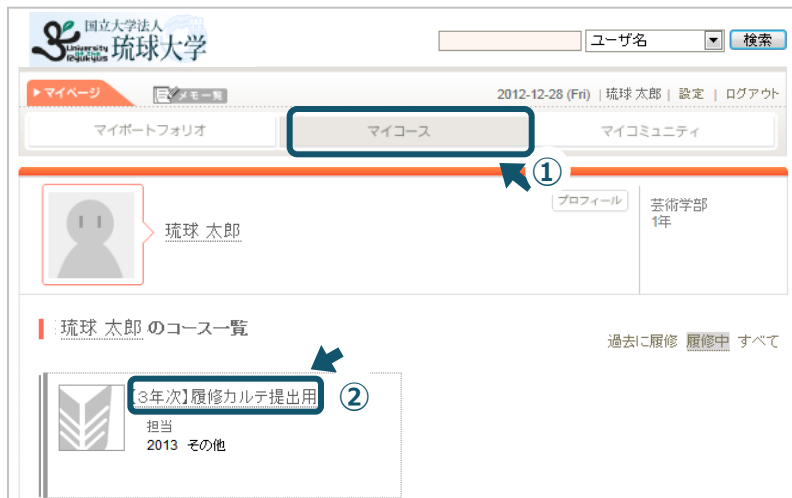 国立大学法人
University
of the
Ryukyus
琉球大学
ユーザ名
検索
マイページ
メモ一覧
2012-12-28 (Fri) | 琉球 太郎 | 設定 | ログアウト
マイポートフォリオ
マイコース
マイコミュニティ
①
プロフィール
芸術学部
1年
琉球 太郎
琉球 太郎 のコース一覧
過去に履修 履修中 すべて
【3年次】履修カルテ提出用
②
担当
2013 その他